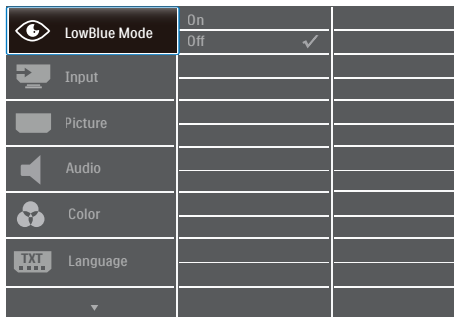 LowBlue Mode
On
Off
Input
Picture
Audio
Color
TXT
Language